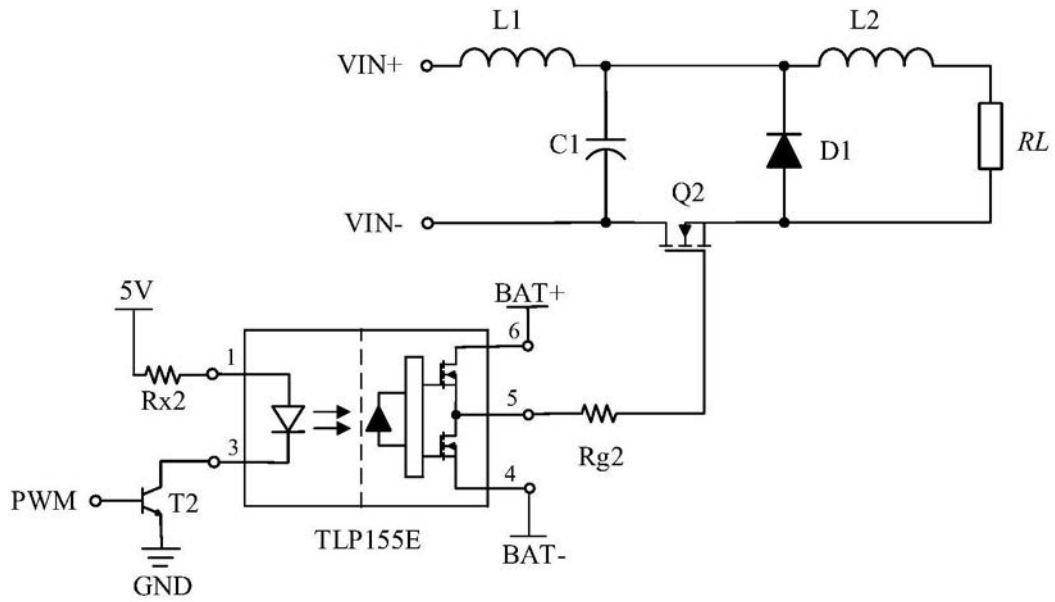 L1
L2
VIN+
C1
D1
RL
Q2
VIN-
5V
BAT+
6
1
Rx2
5
Rg2
3
4
PWM
T2
TLP155E
BAT-
GND